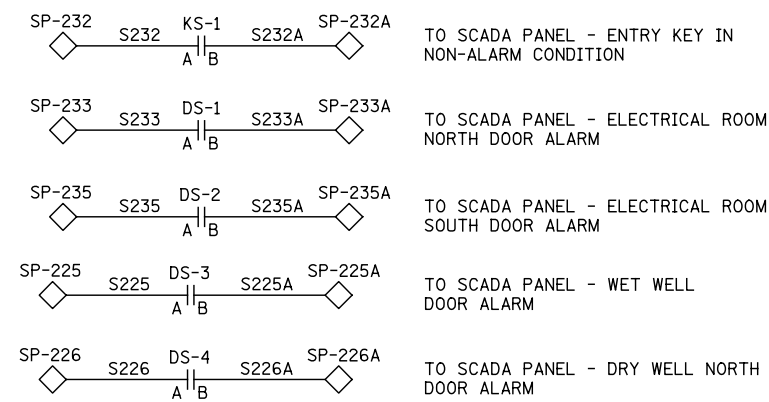 SP-232 KS-1 SP-232A
S232 S232A
A B
TO SCADA PANEL - ENTRY KEY IN
NON-ALARM CONDITION
SP-233 DS-1 SP-233A
S233 S233A
A B
TO SCADA PANEL - ELECTRICAL ROOM
NORTH DOOR ALARM
SP-235 DS-2 SP-235A
S235 S235A
A B
TO SCADA PANEL - ELECTRICAL ROOM
SOUTH DOOR ALARM
SP-225 DS-3 SP-225A
S225 S225A
A B
TO SCADA PANEL - WET WELL
DOOR ALARM
SP-226 DS-4 SP-226A
S226 S226A
A B
TO SCADA PANEL - DRY WELL NORTH
DOOR ALARM